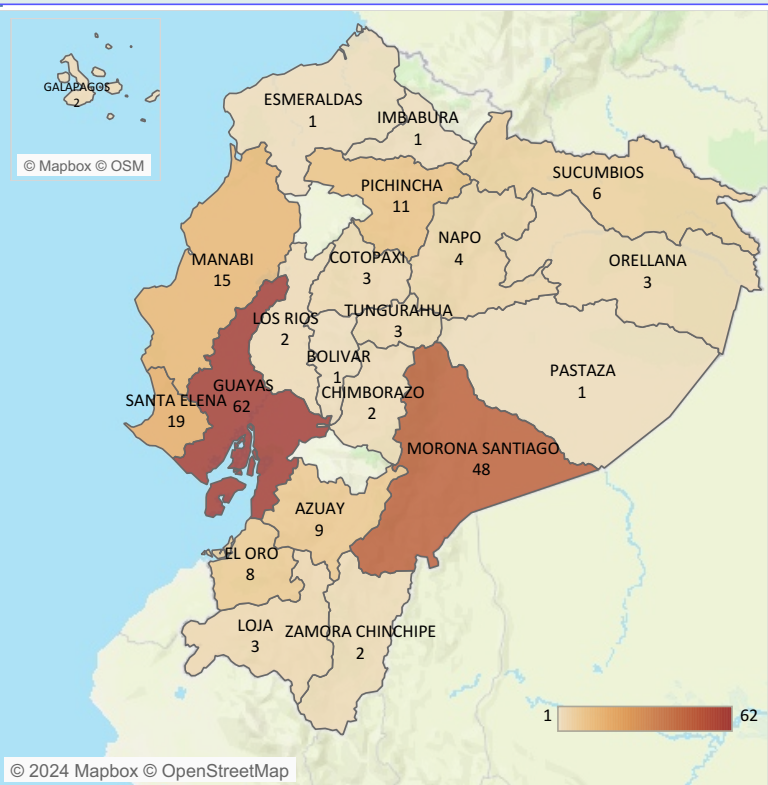 GALAPAGOS
2
© Mapbox © OSM
ESMERALDAS
1
IMBABURA
1
SUCUMBIOS
6
PICHINCHA
11
NAPO
4
ORELLANA
3
MANABI
15
COTOPAXI
3
TUNGURAHUA
3
LOS RIOS
2
BOLIVAR
1
PASTAZA
1
CHIMBORAZO
2
GUAYAS
62
SANTA ELENA
19
MORONA SANTIAGO
48
AZUAY
9
EL ORO
8
LOJA
3
ZAMORA CHINCHIPE
2
1
62
© 2024 Mapbox © OpenStreetMap